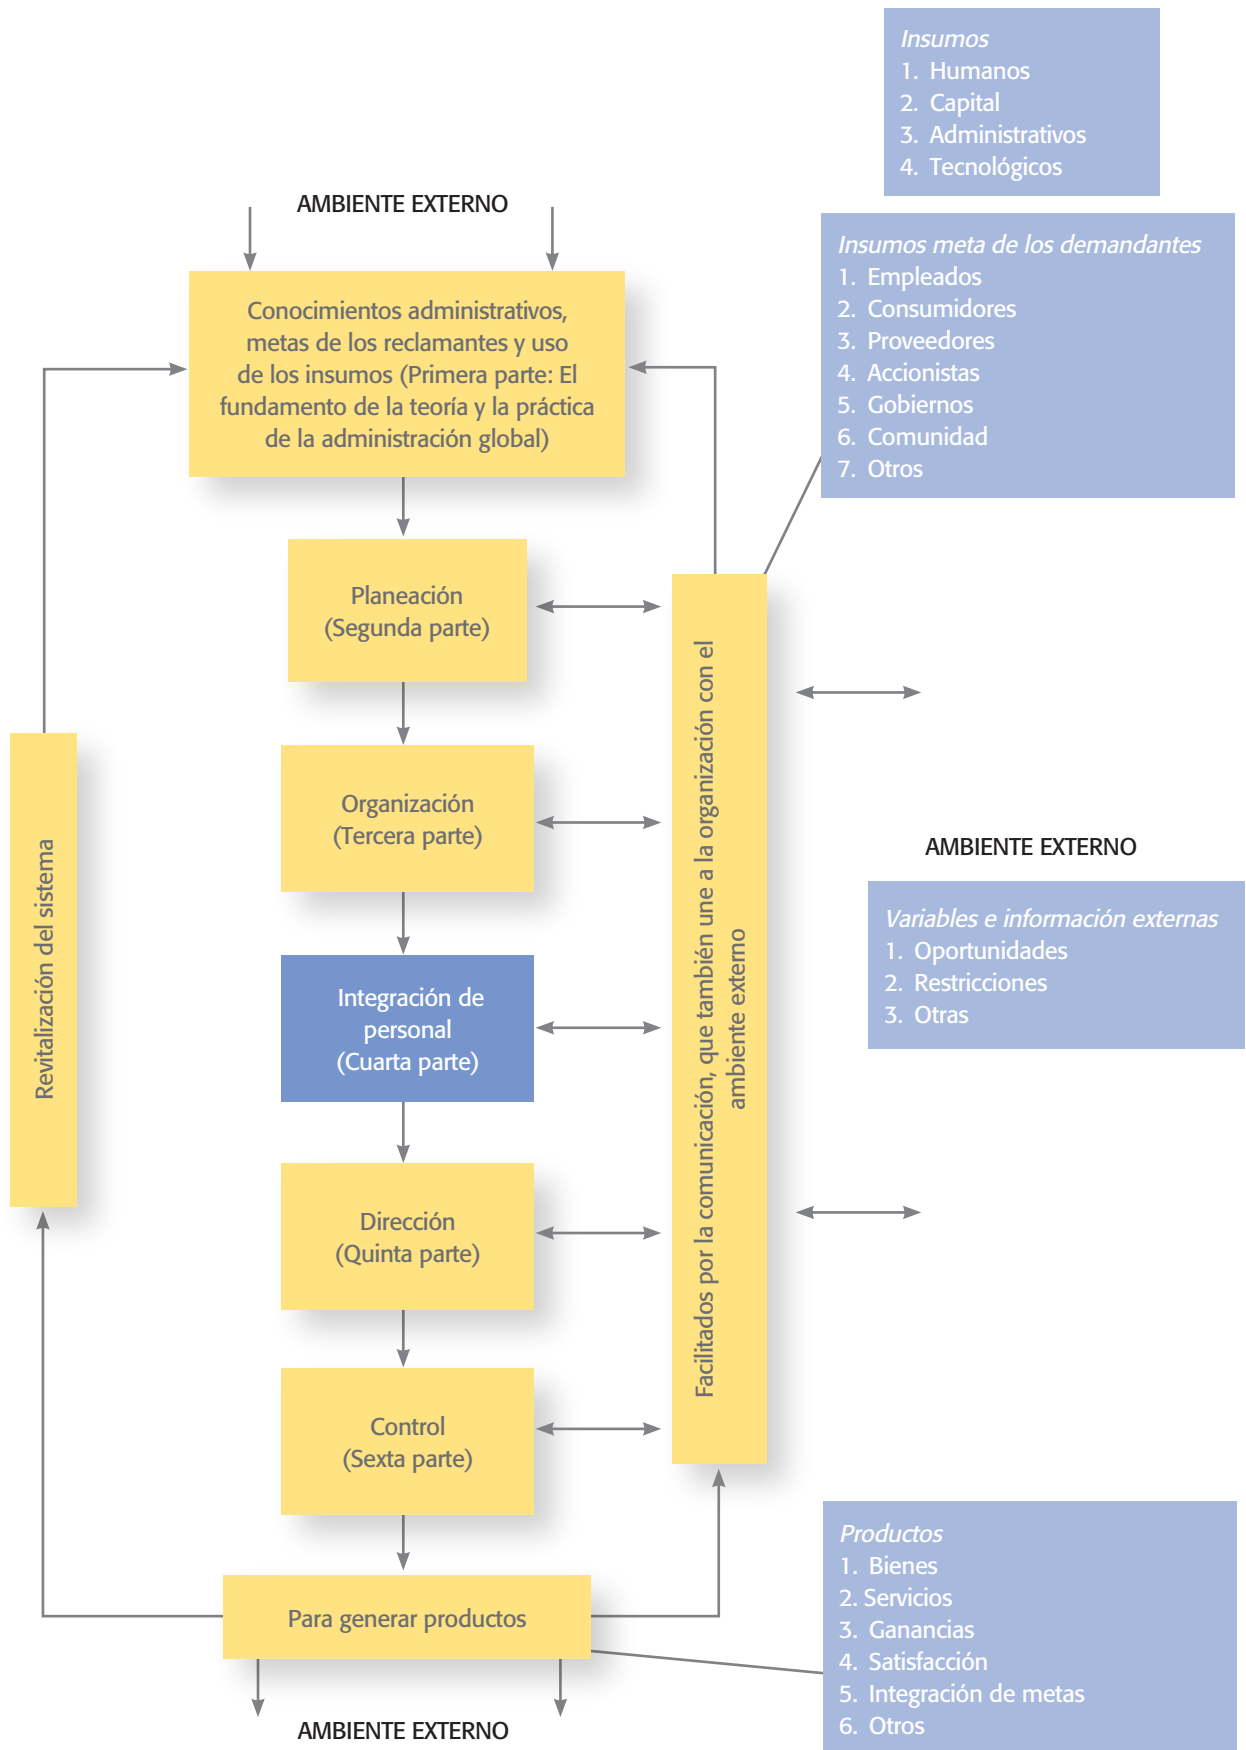 Insumos
1. Humanos
2. Capital
3. Administrativos
4. Tecnológicos
AMBIENTE EXTERNO
Insumos meta de los demandantes
1. Empleados
2. Consumidores
3. Proveedores
4. Accionistas
5. Gobiernos
6. Comunidad
7. Otros
Conocimientos administrativos,
metas de los reclamantes y uso
de los insumos (Primera parte: El
fundamento de la teoría y la práctica
de la administración global)
Planeación
(Segunda parte)
Organización
(Tercera parte)
Integración de
personal
(Cuarta parte)
Dirección
(Quinta parte)
Control
(Sexta parte)
Para generar productos
Revitalización del sistema
Facilitados por la comunicación, que también une a la organización con el
ambiente externo
AMBIENTE EXTERNO
Variables e información externas
1. Oportunidades
2. Restricciones
3. Otras
Productos
1. Bienes
2. Servicios
3. Ganancias
4. Satisfacción
5. Integración de metas
6. Otros
AMBIENTE EXTERNO